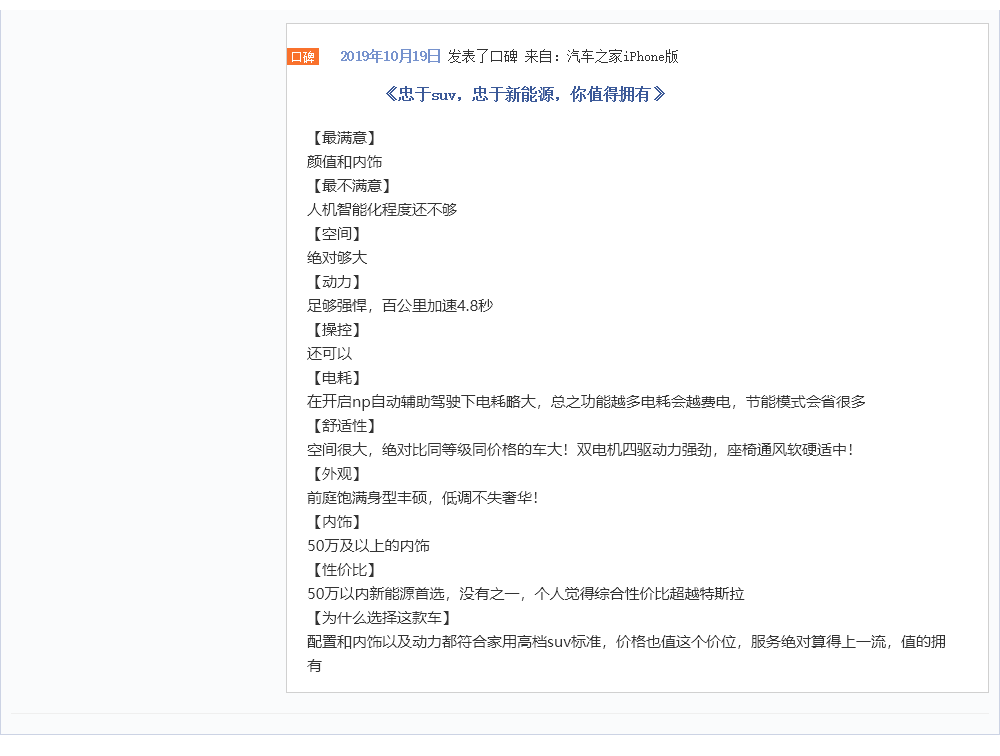 口碑 2019年10月19日 发表了口碑 来自：汽车之家iPhone版
《忠于suv，忠于新能源，你值得拥有》
【最满意】
颜值和内饰
【最不满意】
人机智能化程度还不够
【空间】
绝对够大
【动力】
足够强悍，百公里加速4.8秒
【操控】
还可以
【电耗】
在开启np自动辅助驾驶下电耗略大，总之功能越多电耗会越费电，节能模式会省很多
【舒适性】
空间很大，绝对比同等级同价格的车大！双电机四驱动力强劲，座椅通风软硬适中！
【外观】
前庭饱满身型丰硕，低调不失奢华！
【内饰】
50万及以上的内饰
【性价比】
50万以内新能源首选，没有之一，个人觉得综合性价比超越特斯拉
【为什么选择这款车】
配置和内饰以及动力都符合家用高档suv标准，价格也值这个价位，服务绝对算得上一流，值的拥
有